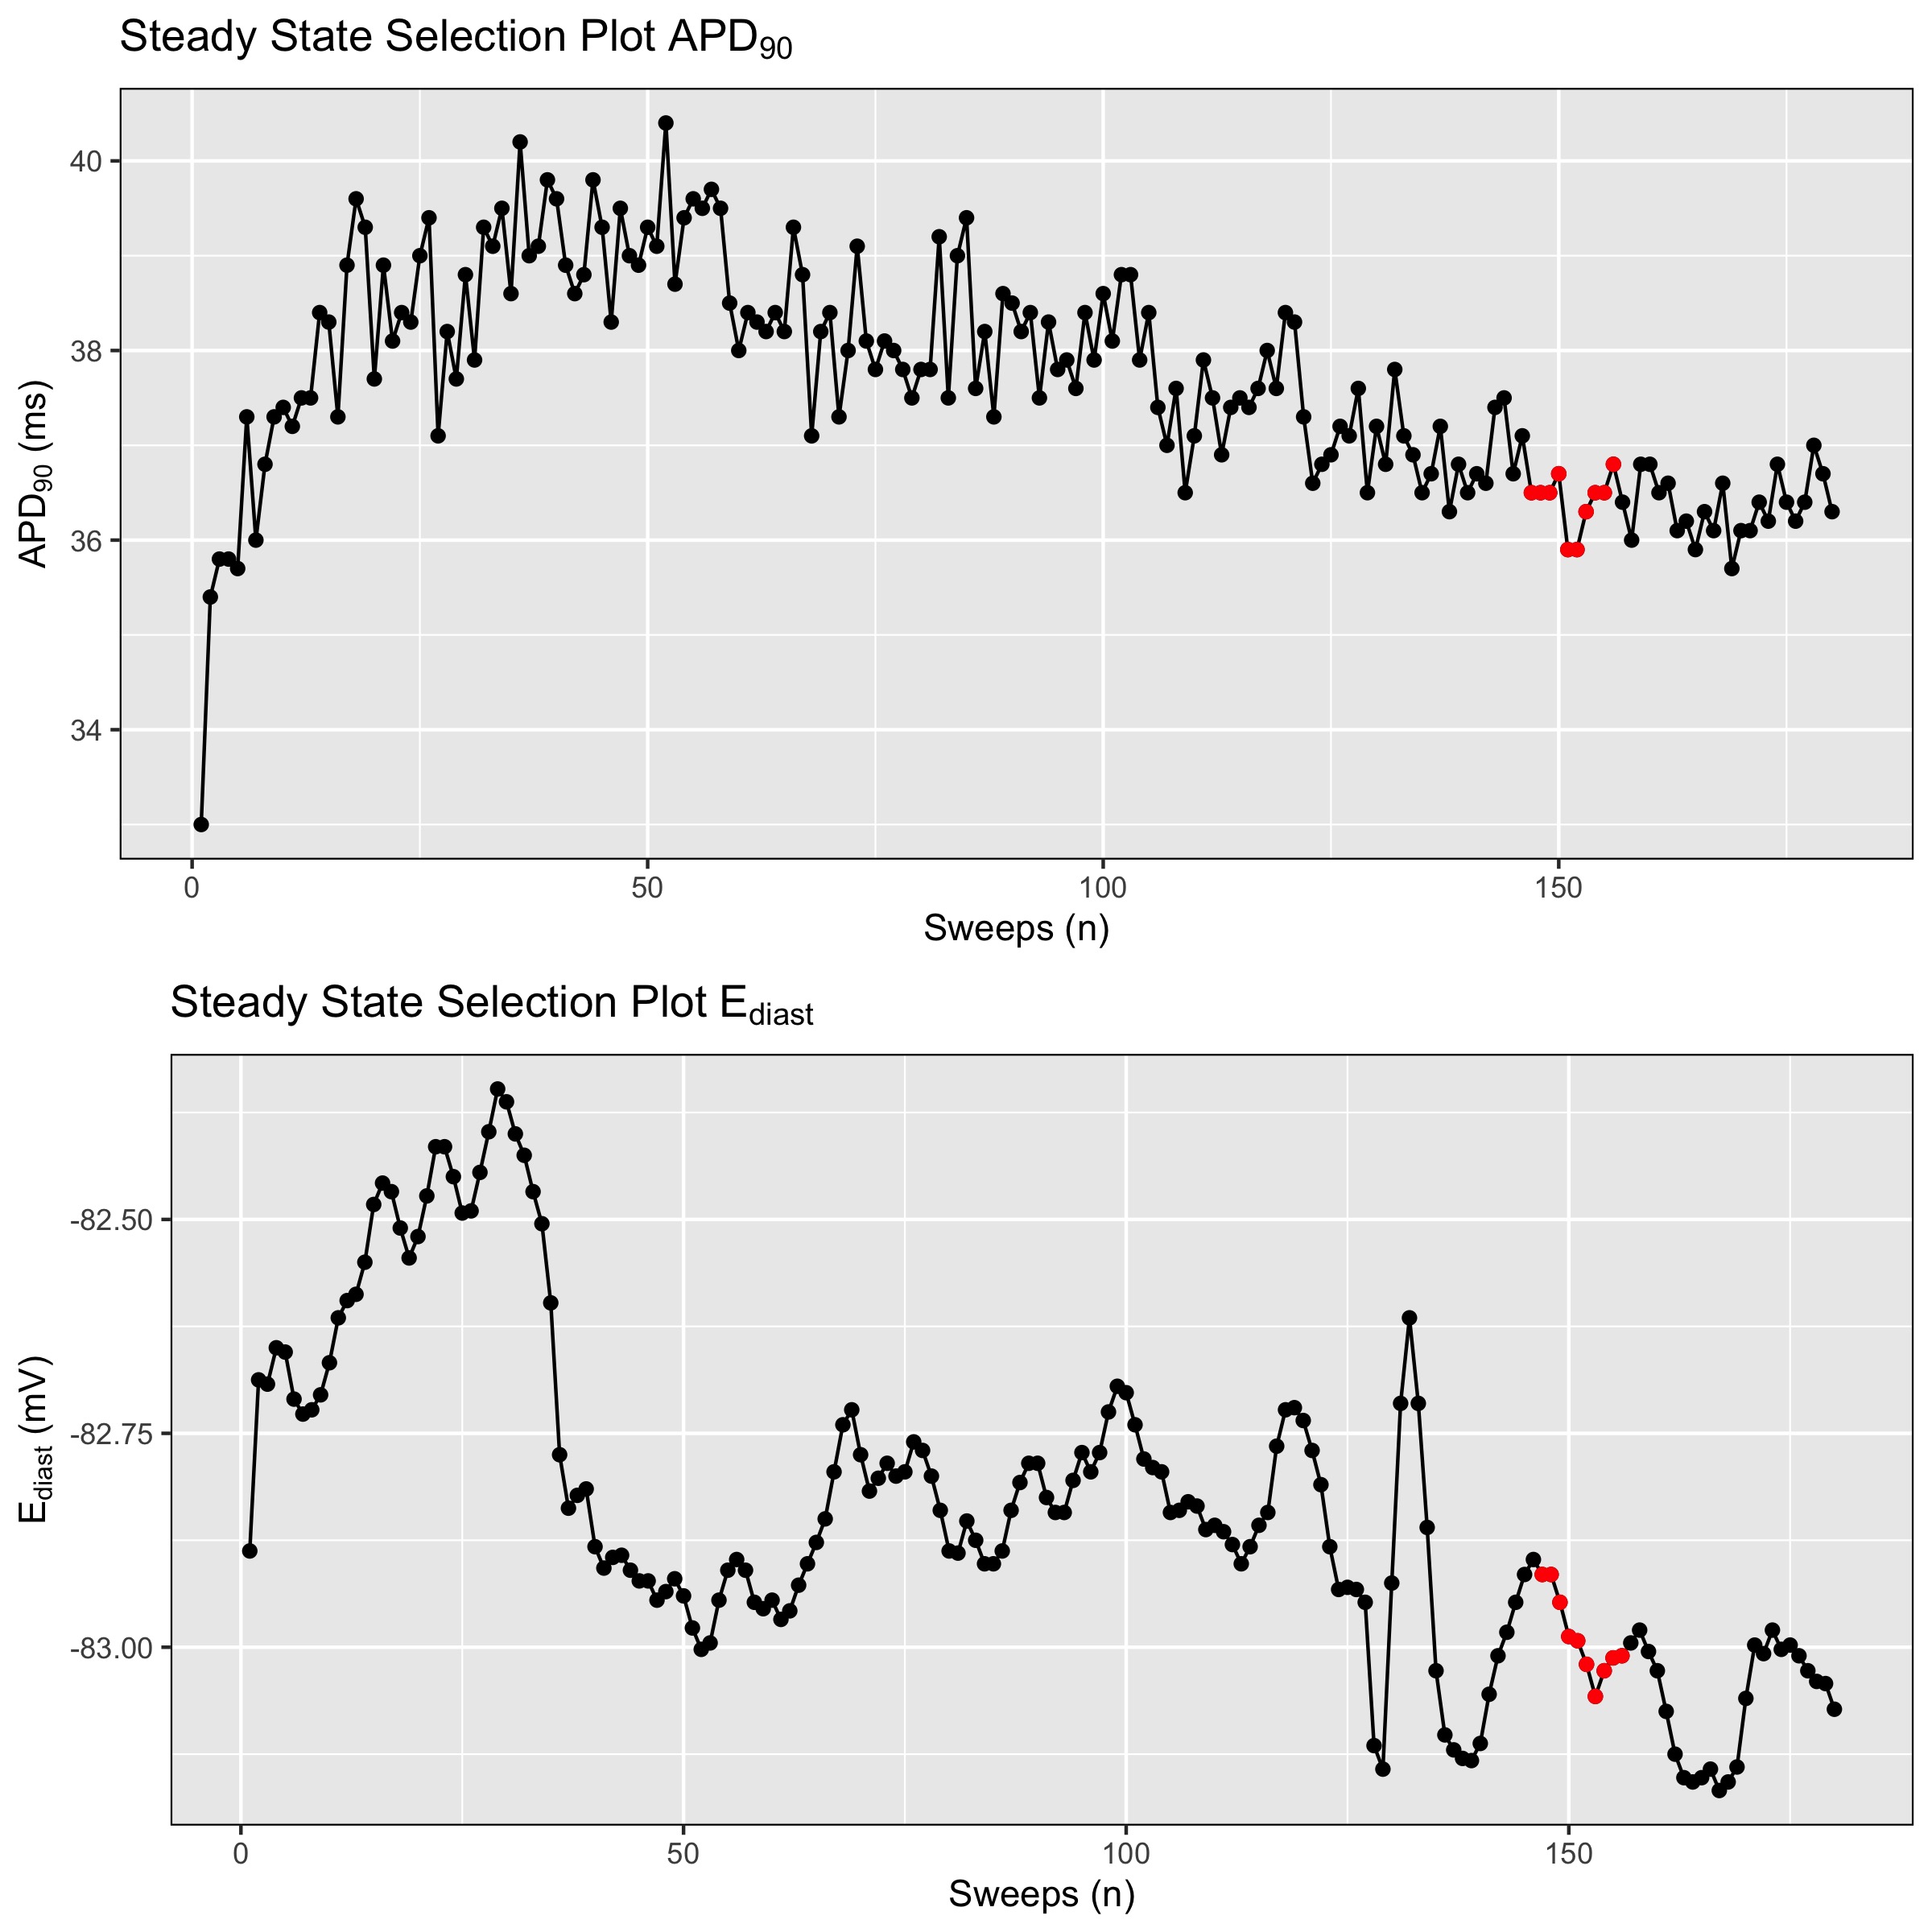 Steady State Selection Plot APD90
40
38
36
34
APD90 (ms)
0 50 100 150
Sweeps (n)
Steady State Selection Plot Ediast
-82.50
-82.75
-83.00
Ediast (mV)
0 50 100 150
Sweeps (n)